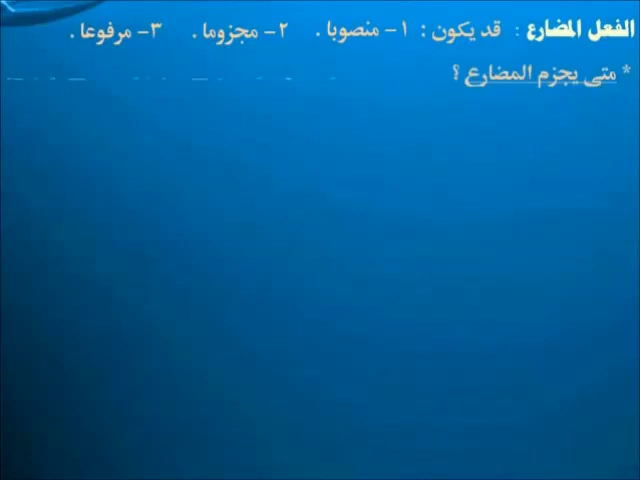 الفعل المضارع : قد يكون : ١- منصوبا . ٢- مجزوما . ٣- مرفوعا .
* متى يجزم المضارع ؟